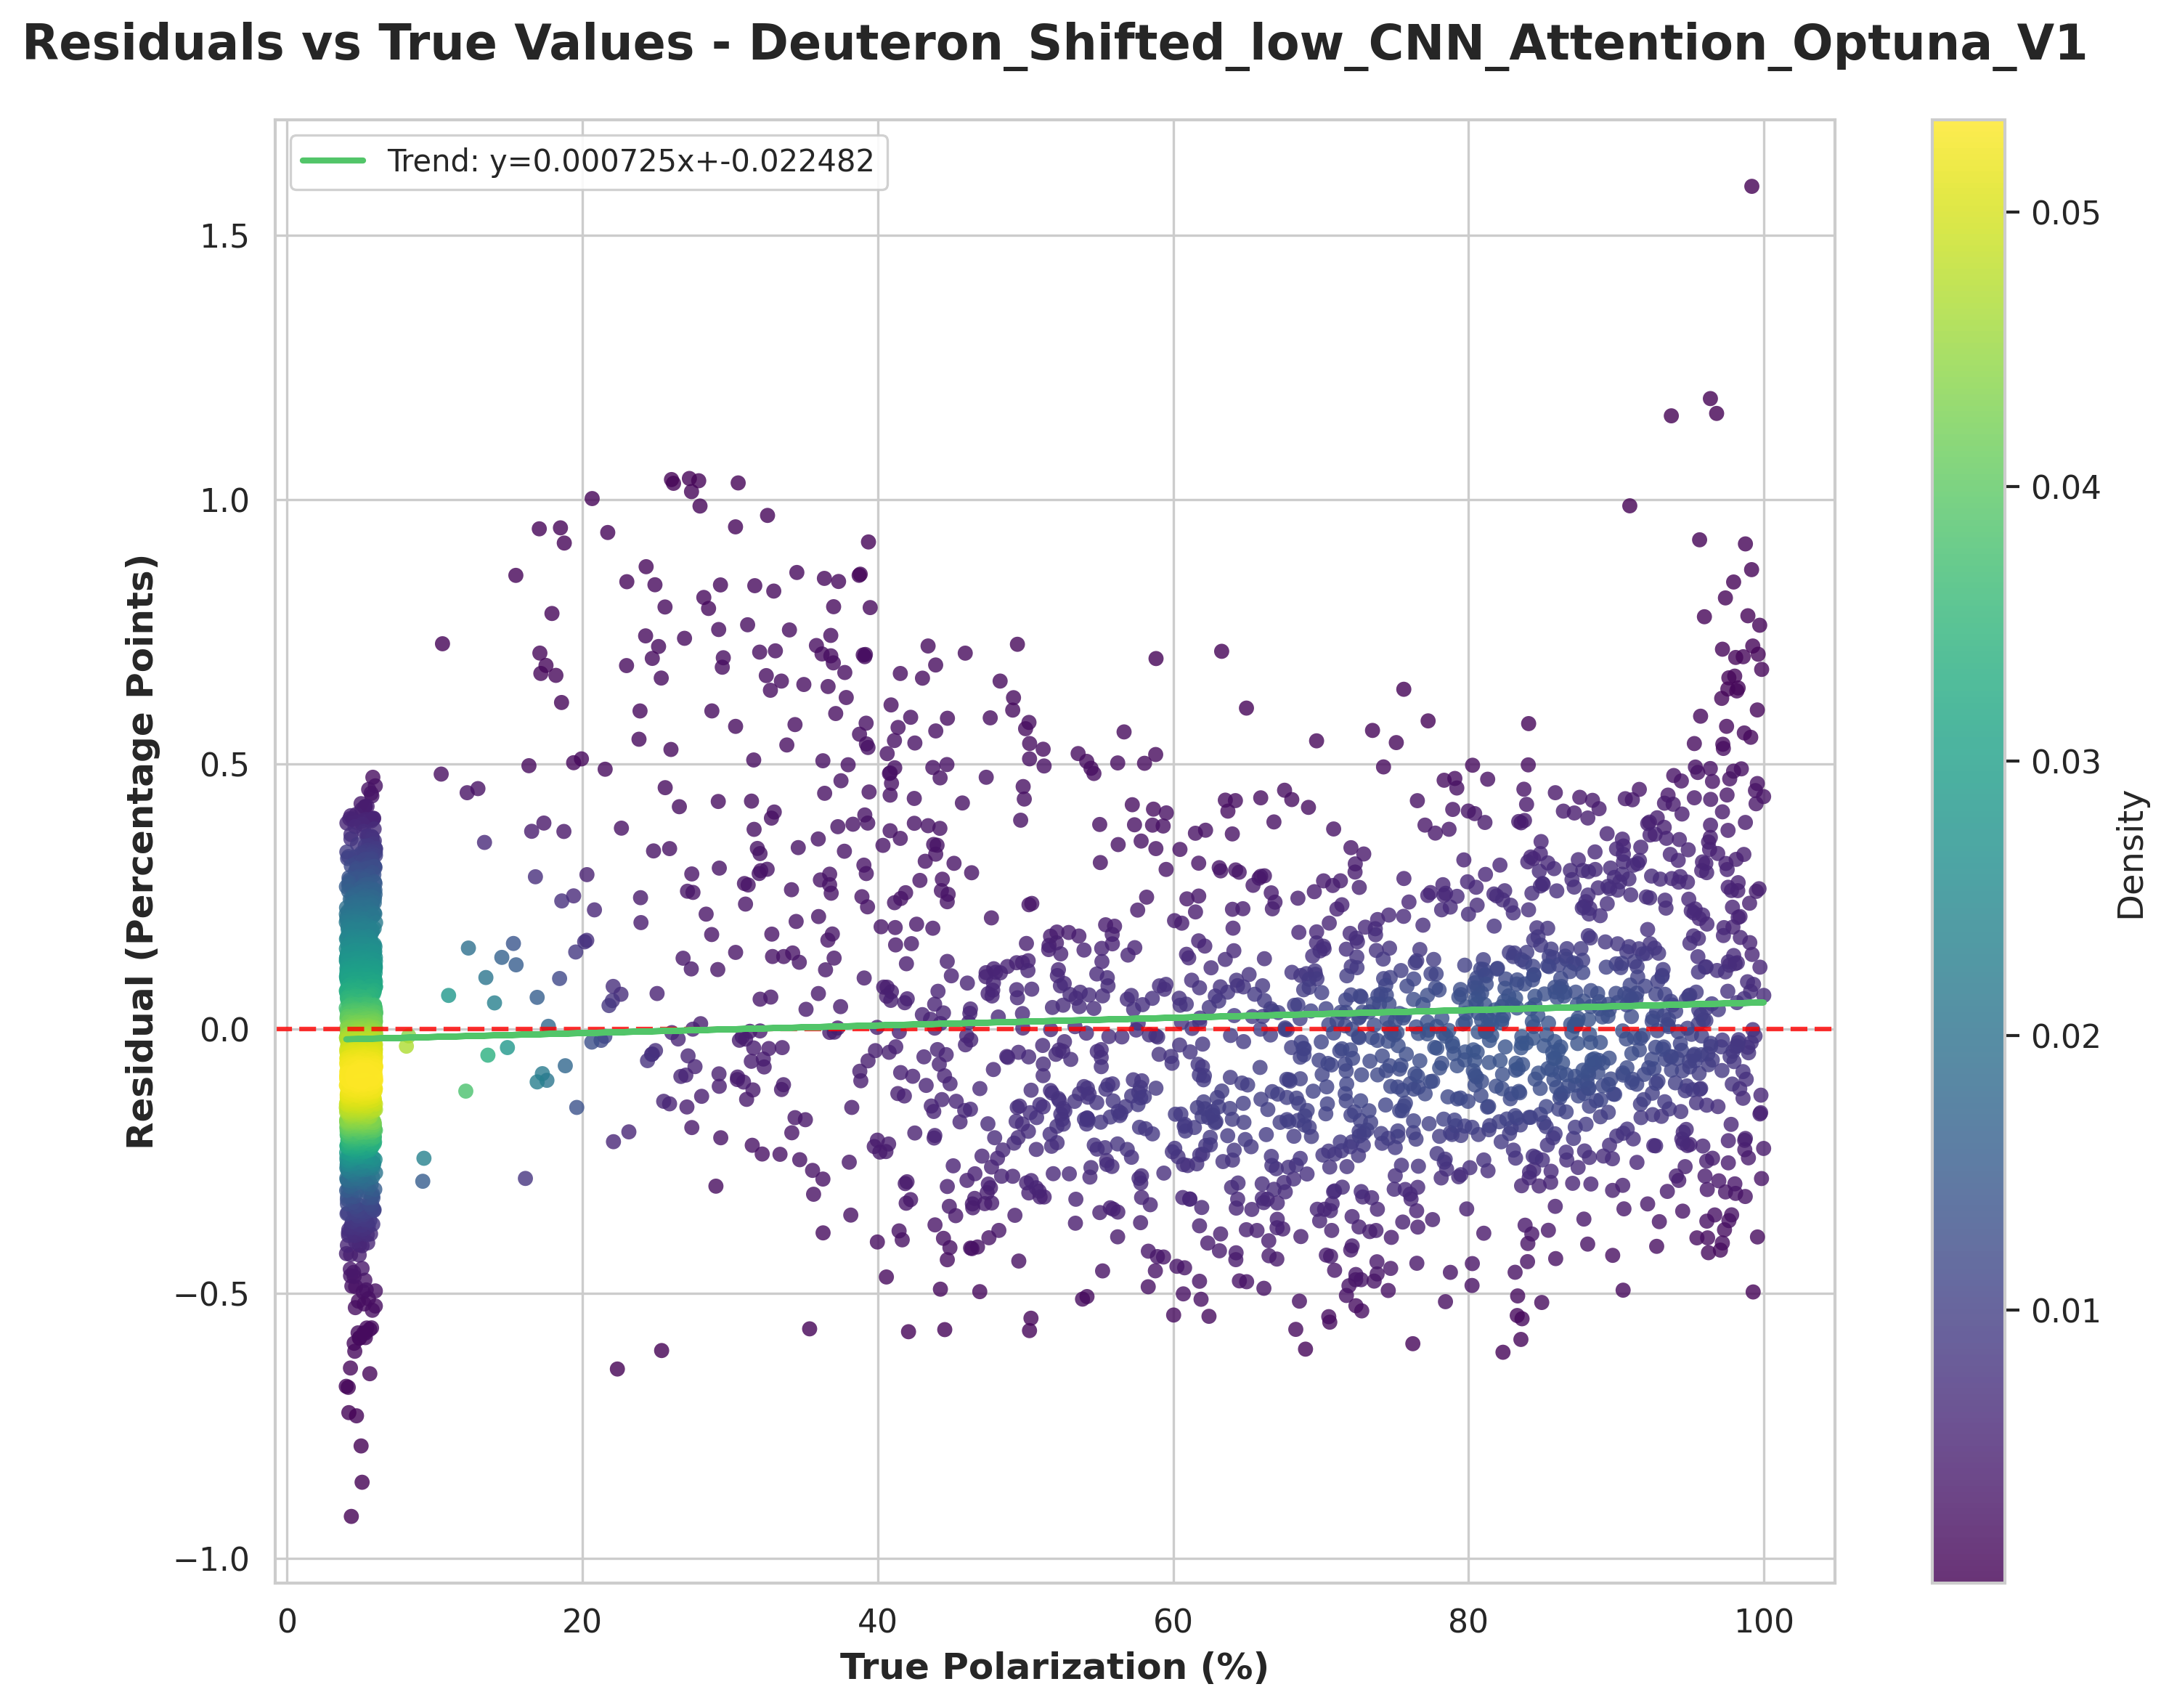 Residuals vs True Values - Deuteron_Shifted_low_CNN_Attention_Optuna_V1
Trend: y=0.000725x+-0.022482
Residual (Percentage Points)
1.5
1.0
0.5
0.0
−0.5
−1.0
0 20 40 60 80 100
True Polarization (%)
0.05
0.04
0.03
0.02
0.01
Density